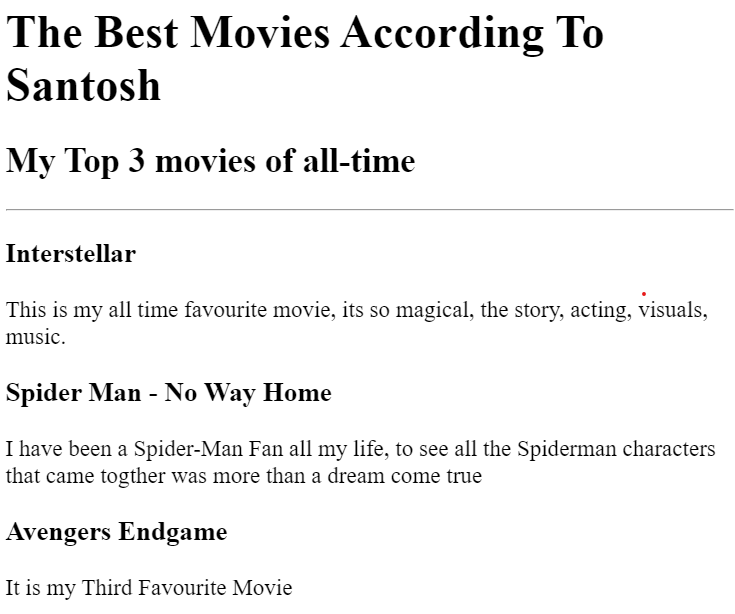 The Best Movies According To
Santosh
My Top 3 movies of all-time
Interstellar
This is my all time favourite movie, its so magical, the story, acting, visuals,
music.
Spider Man - No Way Home
I have been a Spider-Man Fan all my life, to see all the Spiderman characters
that came togther was more than a dream come true
Avengers Endgame
It is my Third Favourite Movie